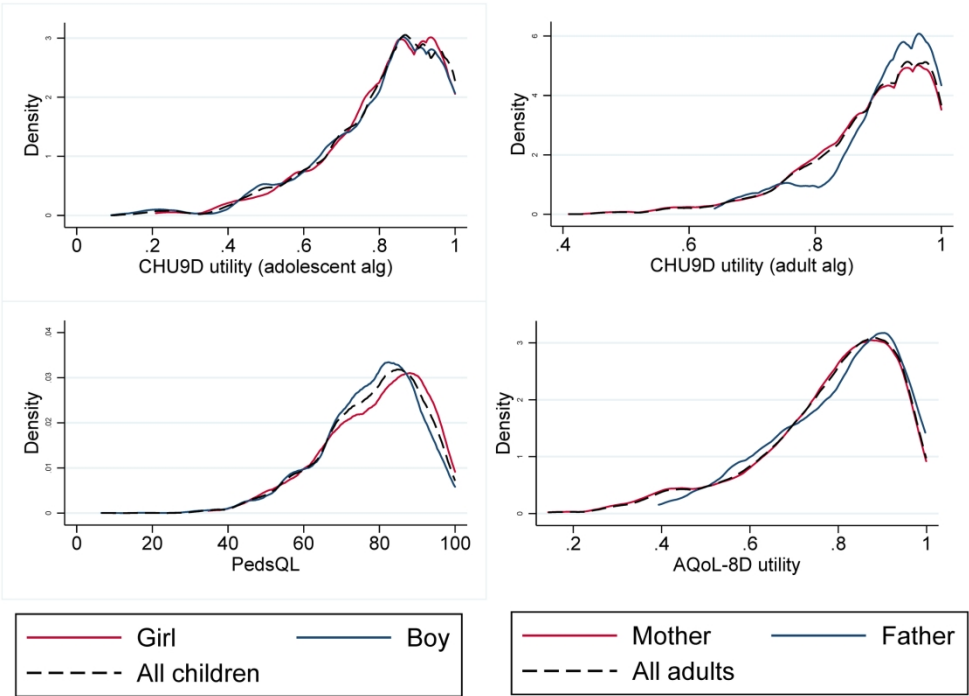 Density
3
2
1
0
0 .2 .4 .6 .8 1
CHU9D utility (adolescent alg)
Density
6
4
2
0
.4 .6 .8 1
CHU9D utility (adult alg)
Density
.04
.03
.02
.01
0
0 20 40 60 80 100
PedsQL
Density
3
2
1
0
.2 .4 .6 .8 1
AQoL-8D utility
Girl Boy
All children
Mother Father
All adults